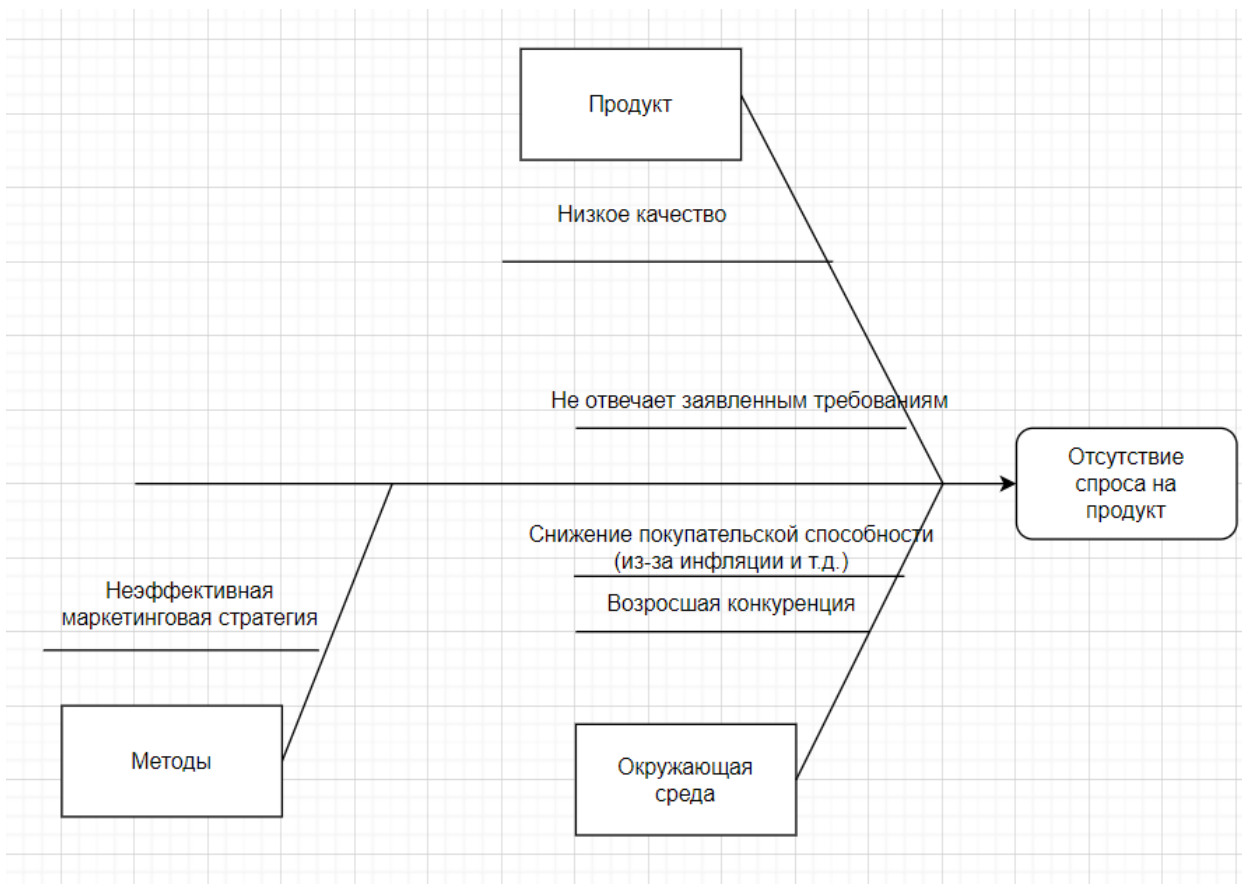 Продукт
Низкое качество
Не отвечает заявленным требованиям
Отсутствие
спроса на
продукт
Снижение покупательской способности
(из-за инфляции и т.д.)
Возросшая конкуренция
Неэффективная
маркетинговая стратегия
Методы
Окружающая
среда